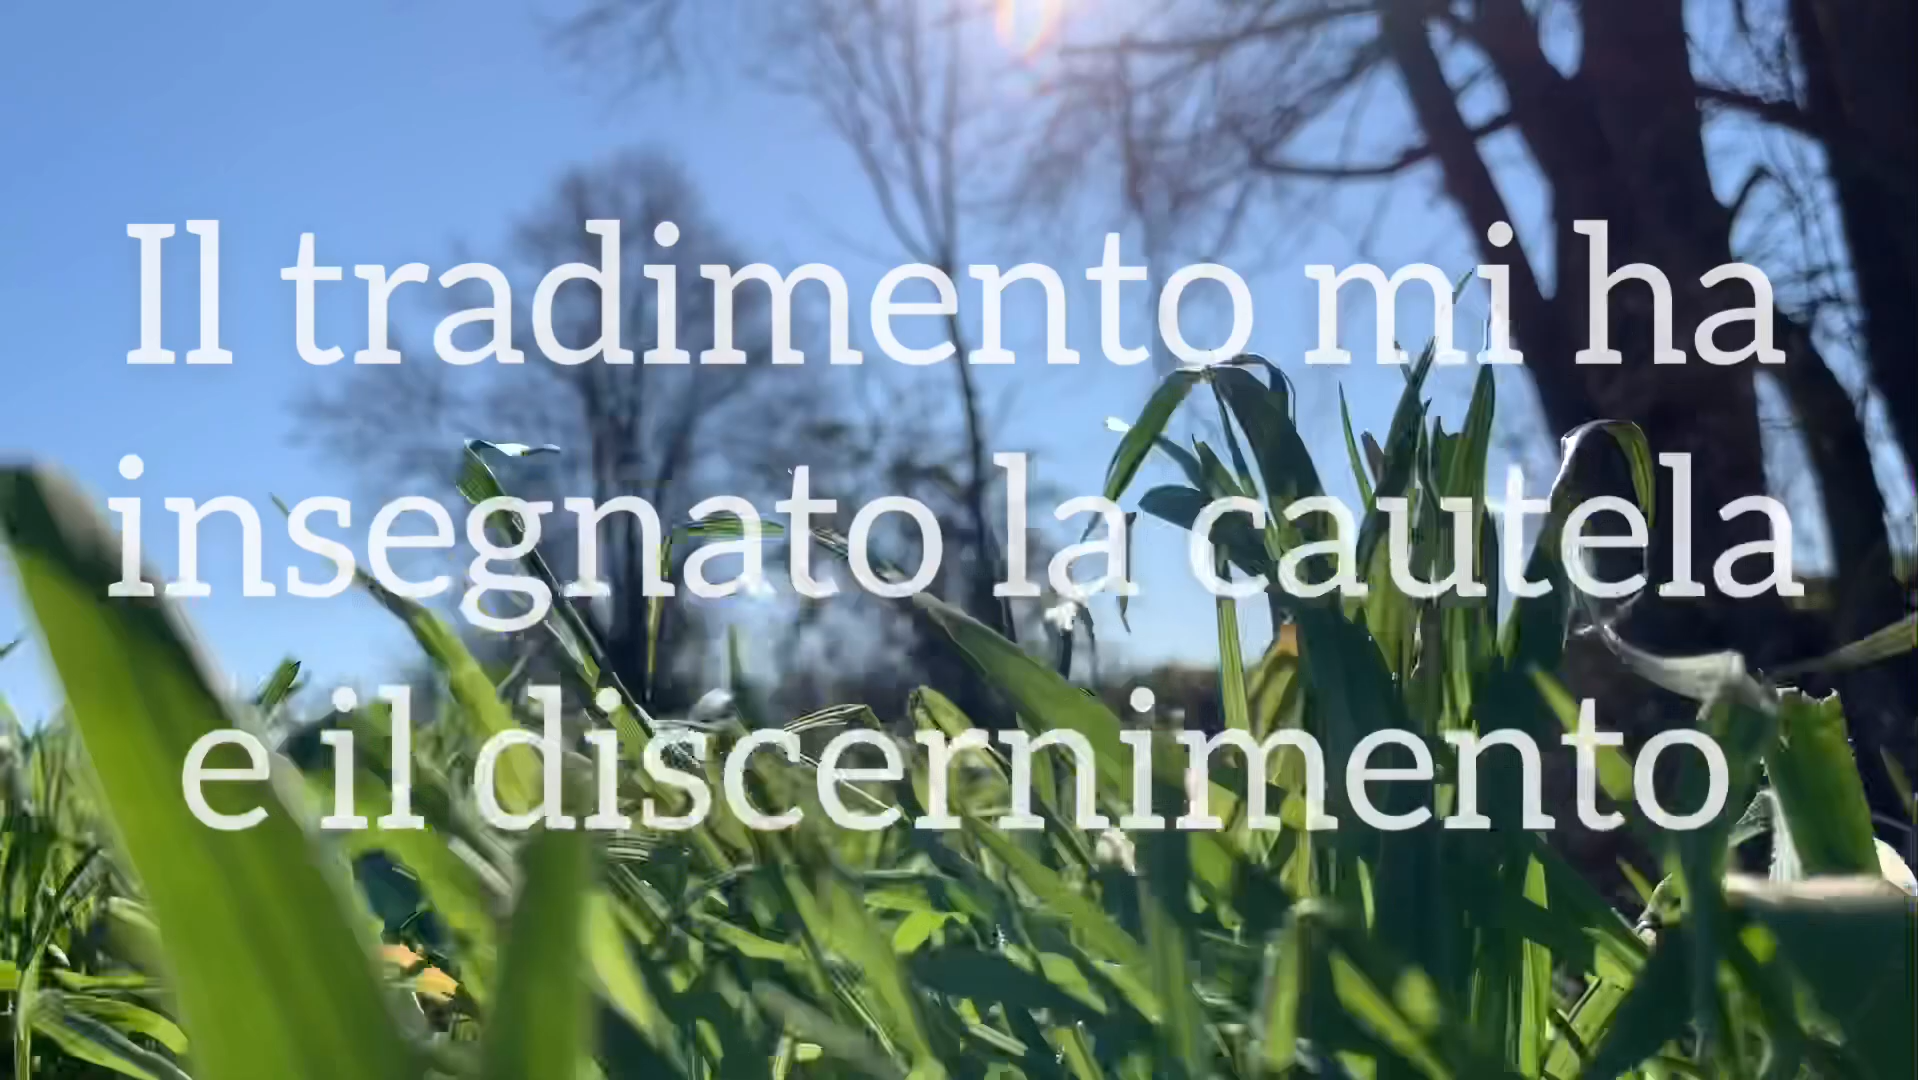 Il tradimento mi ha
insegnato la cautela
e il discernimento